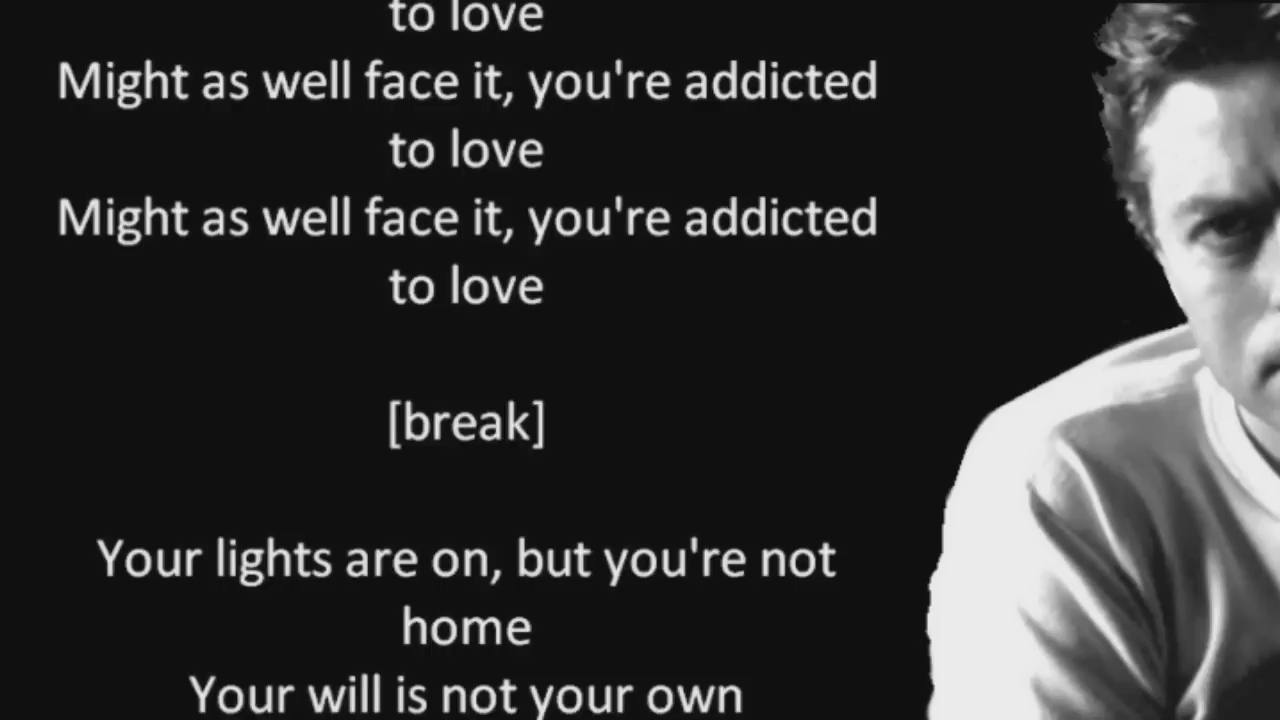 to love
Might as well face it, you're addicted
to love
Might as well face it, you're addicted
to love
[break]
Your lights are on, but you're not
home
Your will is not your own